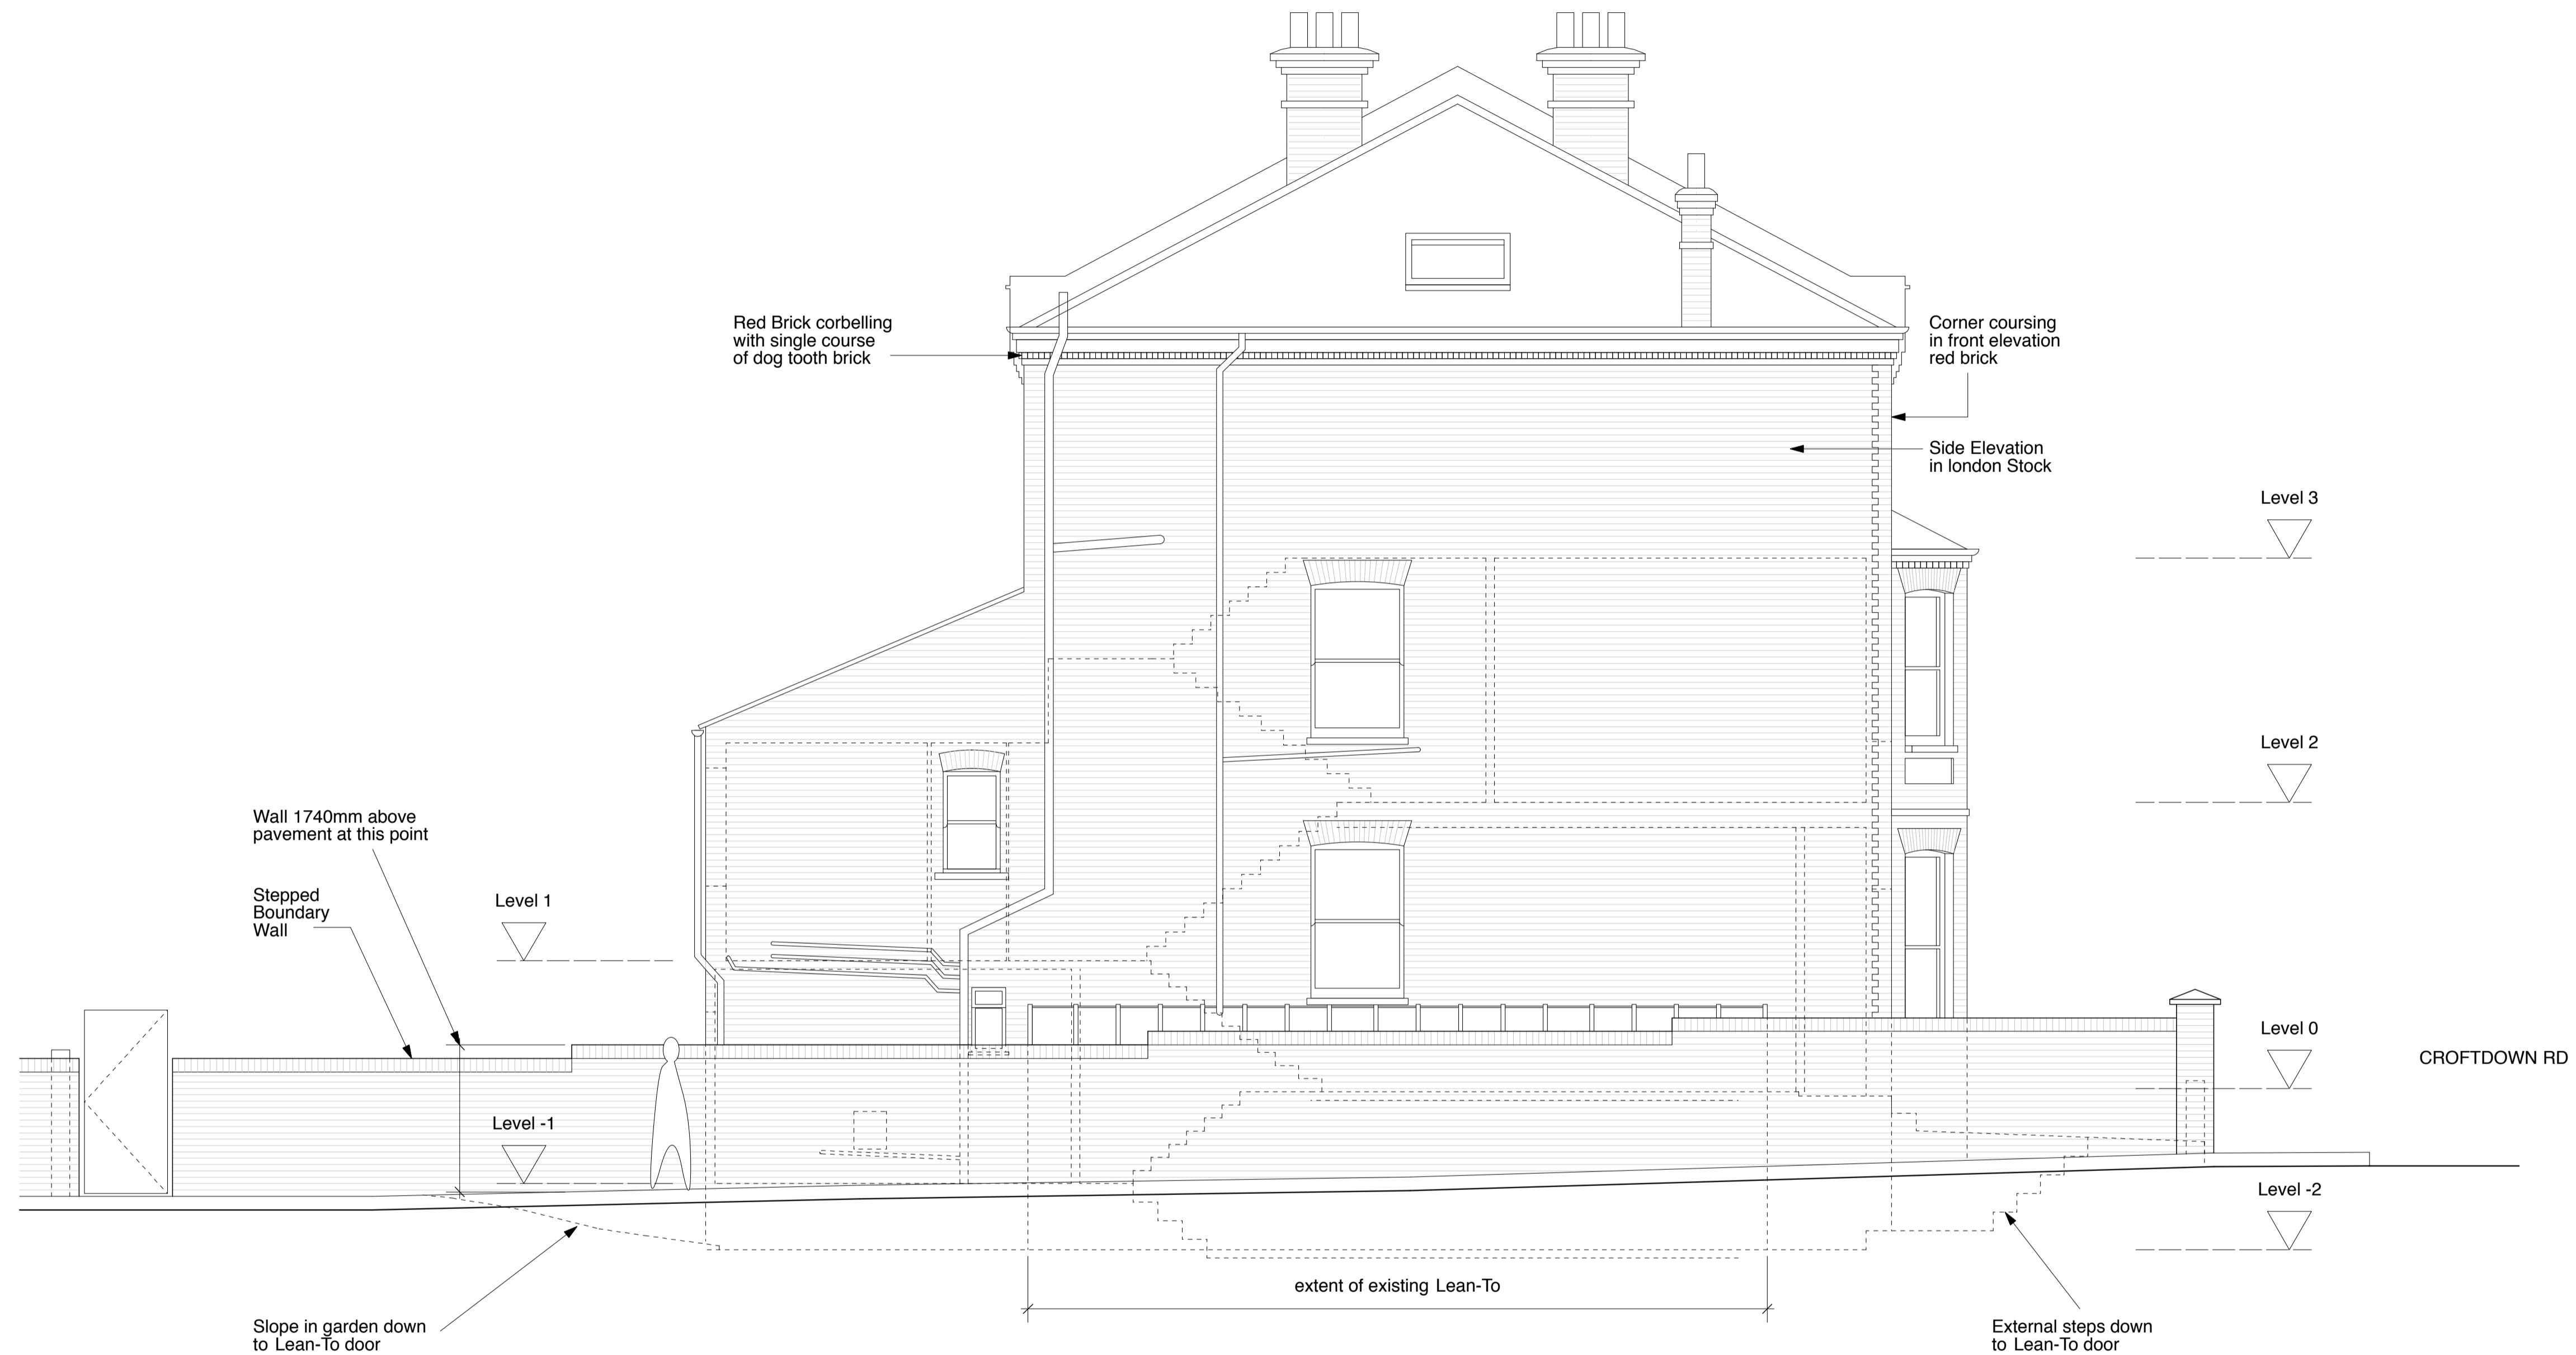 Red Brick corbelling
with single course
of dog tooth brick
Corner coursing
in front elevation
red brick
Side Elevation
in london Stock
Level 3
Level 2
Wall 1740mm above
pavement at this point
Stepped
Boundary
Wall
Level 1
Level 0
CROFTDOWN RD
Level -1
Level -2
extent of existing Lean-To
Slope in garden down
to Lean-To door
External steps down
to Lean-To door